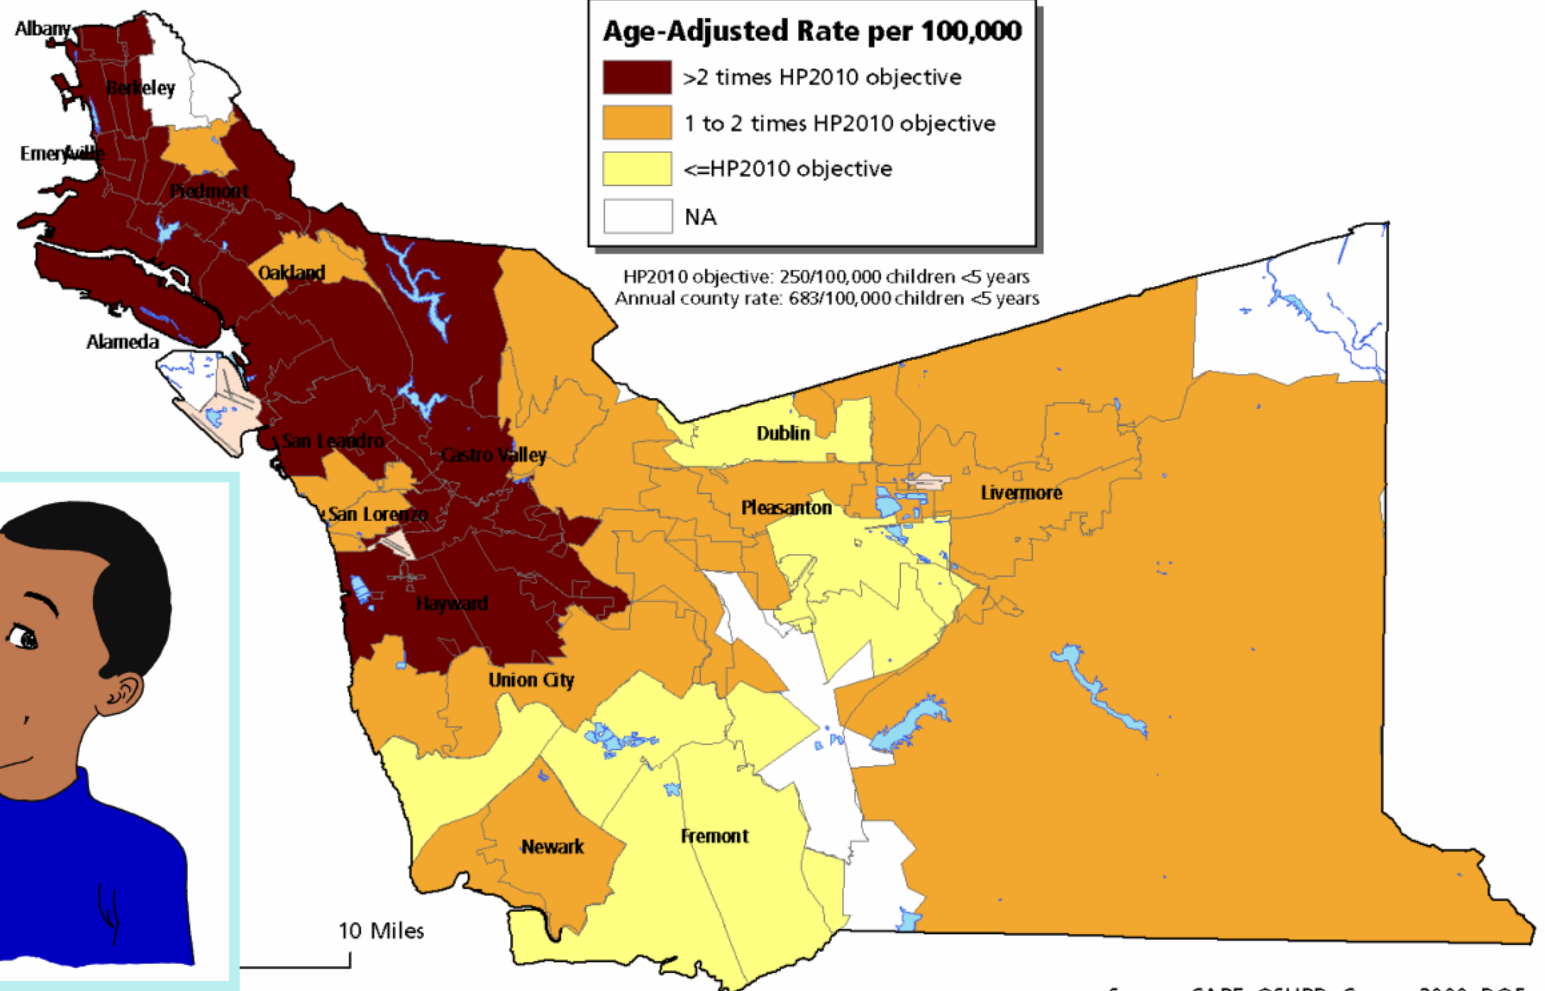 Age-Adjusted Rate per 100,000
>2 times HP2010 objective
1 to 2 times HP2010 objective
<=HP2010 objective
NA
HP2010 objective: 250/100,000 children <5 years
Annual county rate: 683/100,000 children <5 years
Albany
Berkeley
Emeryville
Piedmont
Oakland
Alameda
San Leandro
Castro Valley
Dublin
San Lorenzo
Pleasanton
Livermore
Hayward
Union City
Newark
Fremont
10 Miles